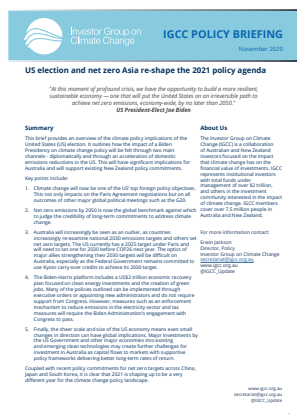 Investor Group on
Climate Change
IGCC POLICY BRIEFING
November 2020
US election and net zero Asia re-shape the 2021 policy agenda
"At this moment of profound crisis, we have the opportunity to build a more resilient,
sustainable economy — one that will put the United States on an irreversible path to
achieve net zero emissions, economy-wide, by no later than 2050."
US President-Elect Joe Biden
Summary
This brief provides an overview of the climate policy implications of the
United States (US) election. It outlines how the impact of a Biden
Presidency on climate change policy will be felt through two main
channels - diplomatically and through an acceleration of domestic
emissions reductions in the US. This will have significant implications for
Australia and will support existing New Zealand policy commitments.
Key points include:
1. Climate will now be one of the US top foreign policy objectives.
This not only impacts on the Paris Agreement negotiations but all
outcomes of other major global meetings such as the G20.
2. Net zero emissions by 2050 is now the global benchmark against which
to judge the credibility of long-term commitments to address climate
change.
3. Australia will increasingly be seen as an outlier, as countries
increasingly re-examine national 2030 emissions targets and others set
net zero targets. The US currently has a 2025 target under Paris and
will need to set one for 2030 before COP26 next year. The optics of
major allies strengthening their 2030 targets will be difficult for
Australia, especially as the Federal Government remains committed to
use Kyoto carry-over credits to achieve its 2030 target.
4. The Biden-Harris platform includes a US$2 trillion economic recovery
plan focused on clean energy investments and the creation of green
jobs. Many of the policies outlined can be implemented through
executive orders or appointing new administrators and do not require
support from Congress. However, measures such as an enforcement
mechanism to reduce emissions in the electricity sector and tax
measures will require the Biden Administration's engagement with
Congress to pass.
5. Finally, the sheer scale and size of the US economy means even small
changes in direction can have global implications. Major investments by
the US Government and other major economies into existing
and emerging clean technologies may create further challenges for
investment in Australia as capital flows to markets with supportive
policy frameworks delivering better long-term rates of return.
Coupled with recent policy commitments for net zero targets across China,
Japan and South Korea, it is clear that 2021 is shaping up to be a very
different year for the climate change policy landscape.
About Us
The Investor Group on Climate
Change (IGCC) is a collaboration
of Australian and New Zealand
investors focused on the impact
that climate change has on the
financial value of investments. IGCC
represents institutional investors
with total funds under
management of over $2 trillion,
and others in the investment
community interested in the impact
of climate change. IGCC members
cover over 7.5 million people in
Australia and New Zealand.
For more information contact:
Erwin Jackson
Director, Policy
Investor Group on Climate Change
secretariat@igcc.org.au
www.igcc.org.au
@IGCC_Update
www.igcc.org.au
secretariat@igcc.org.au
@IGCC_Update